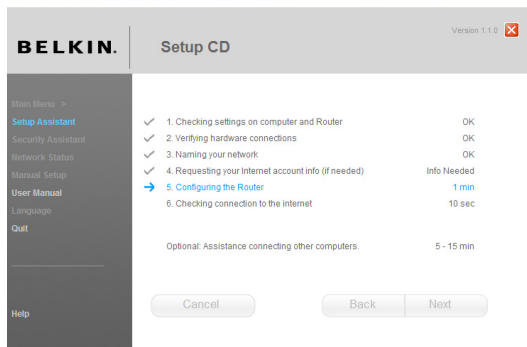 Version 1.1.0
BELKIN. Setup CD
Main Menu >
Setup Assistant
Security Assistant
Network Status
Manual Setup
User Manual
Language
Quit
Help
1. Checking settings on computer and Router OK
2. Verifying hardware connections OK
3. Naming your network OK
4. Requesting your Internet account info (if needed) Info Needed
5. Configuring the Router 1 min
6. Checking connection to the internet 10 sec
Optional: Assistance connecting other computers. 5 - 15 min
Cancel Back Next